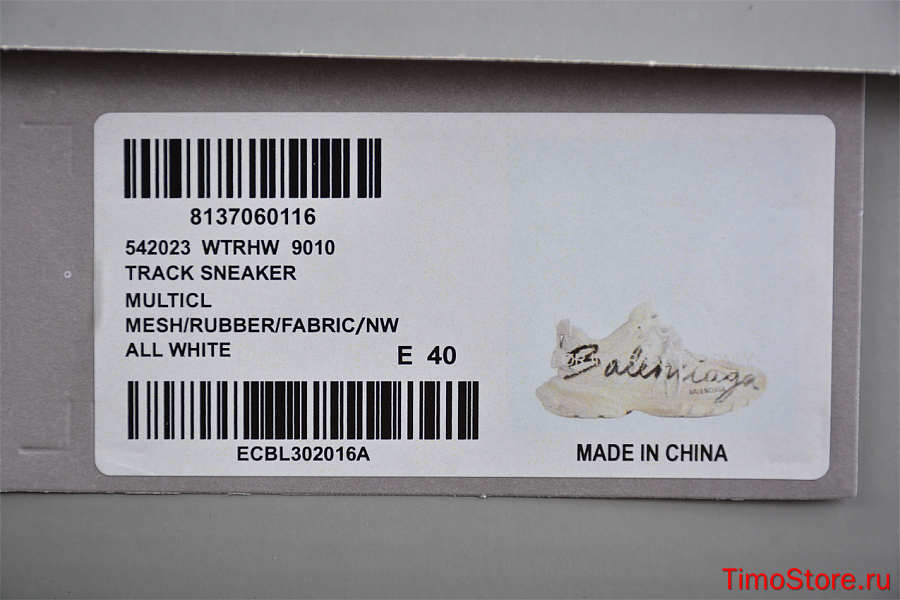 8137060116
542023 WTRHW 9010
TRACK SNEAKER
MULTICL
MESH/RUBBER/FABRIC/NW
ALL WHITE
E 40
ECBL302016A
Balenciaga
BALENCIAGA
MADE IN CHINA
TimoStore.ru